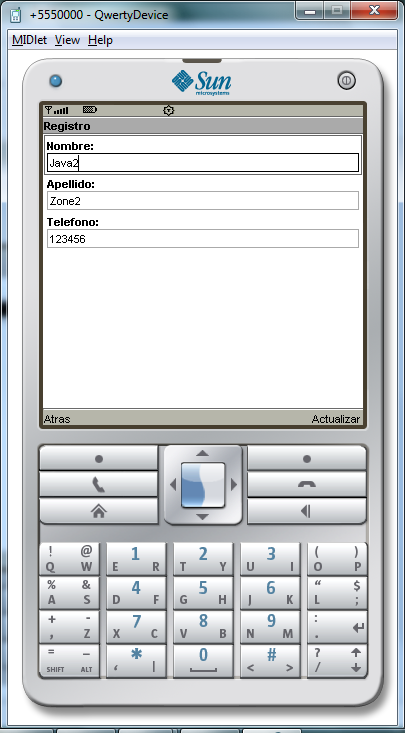 +5550000 - QwertyDevice
MIDlet View Help
Sun
microsystems
Registro
Nombre:
Java2
Apellido:
Zone2
Telefono:
123456
Atras Actualizar
! @ 1 2 3 ( )
Q W E R T Y U I O P
% & 4 5 6 “ $
A S D F G H J K L ;
+ - 7 8 9 :
. Z X C V B N M .
= _ * 0 #  ?
SHIFT ALT , | < > /